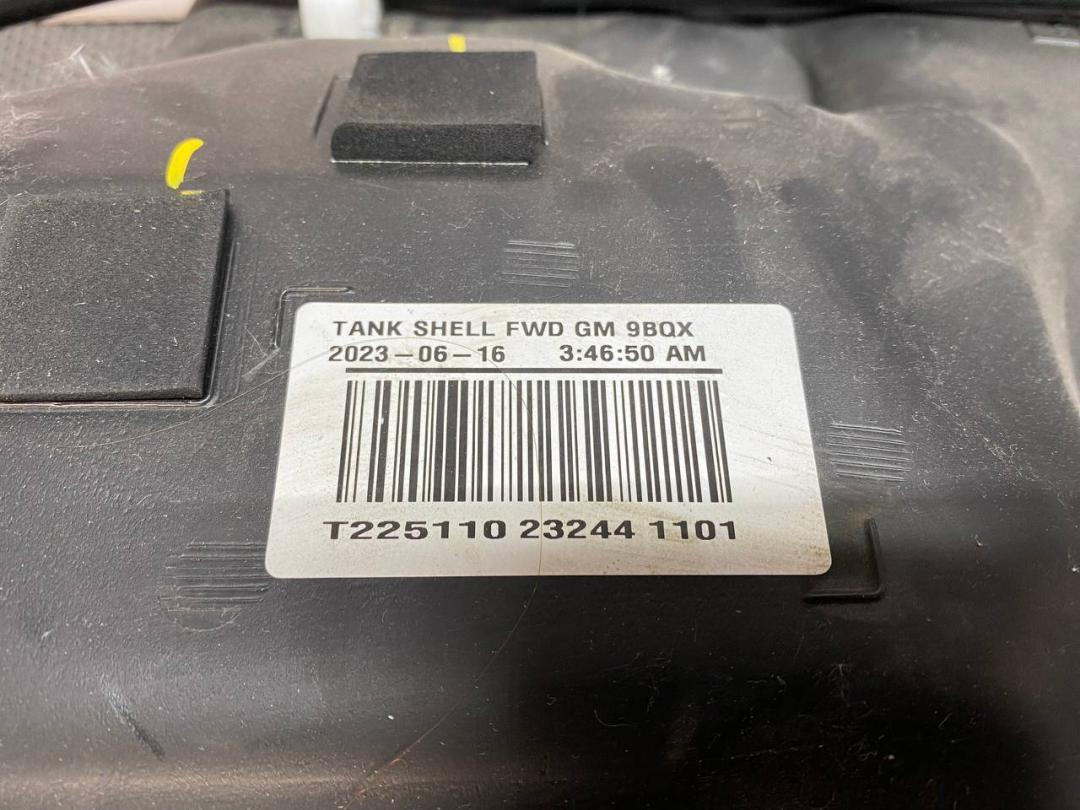 TANK SHELL FWD GM 9BQX
2023-06-16 3:46:50 AM
T225110 23244 1101